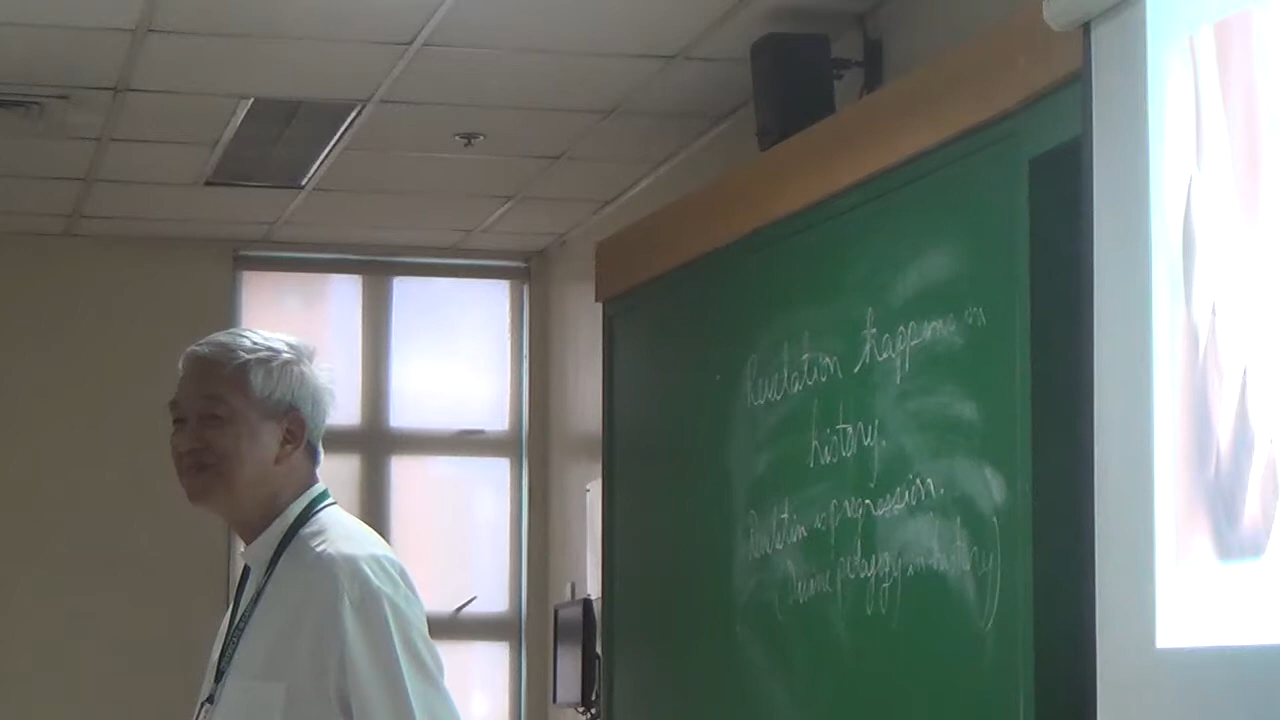 Revelation happens in
history.
Revelation is progression.
(Divine pedagogy in history)